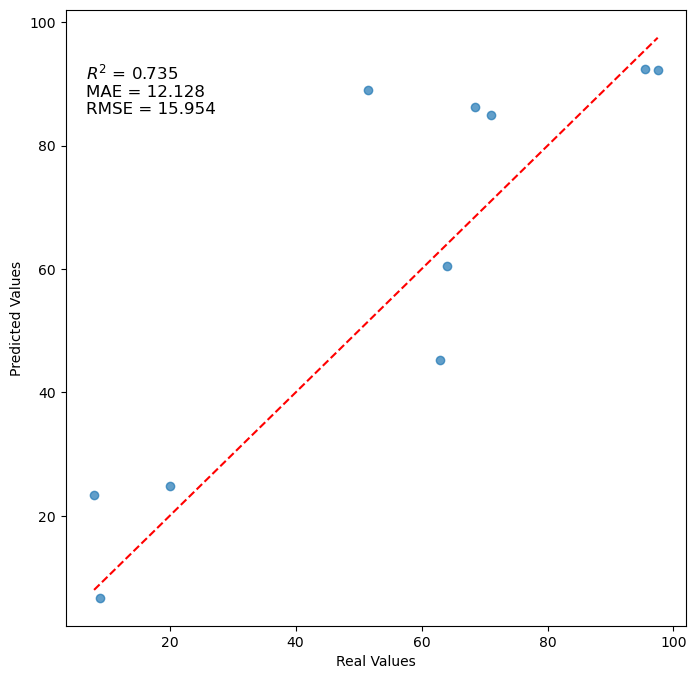 100
80
60
40
20
Predicted Values
R² = 0.735
MAE = 12.128
RMSE = 15.954
20 40 60 80 100
Real Values